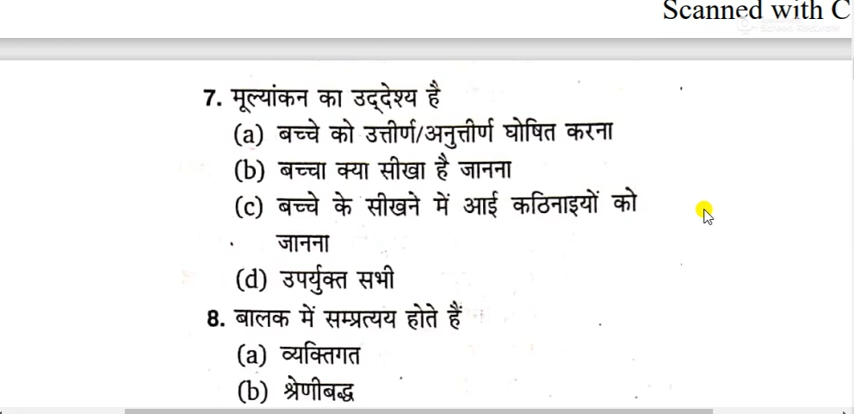 Scanned with C
7. मूल्यांकन का उद्देश्य है
(a) बच्चे को उत्तीर्ण/अनुत्तीर्ण घोषित करना
(b) बच्चा क्या सीखा है जानना
(c) बच्चे के सीखने में आई कठिनाइयों को
जानना
(d) उपर्युक्त सभी
8. बालक में सम्प्रत्यय होते हैं
(a) व्यक्तिगत
(b) श्रेणीबद्ध